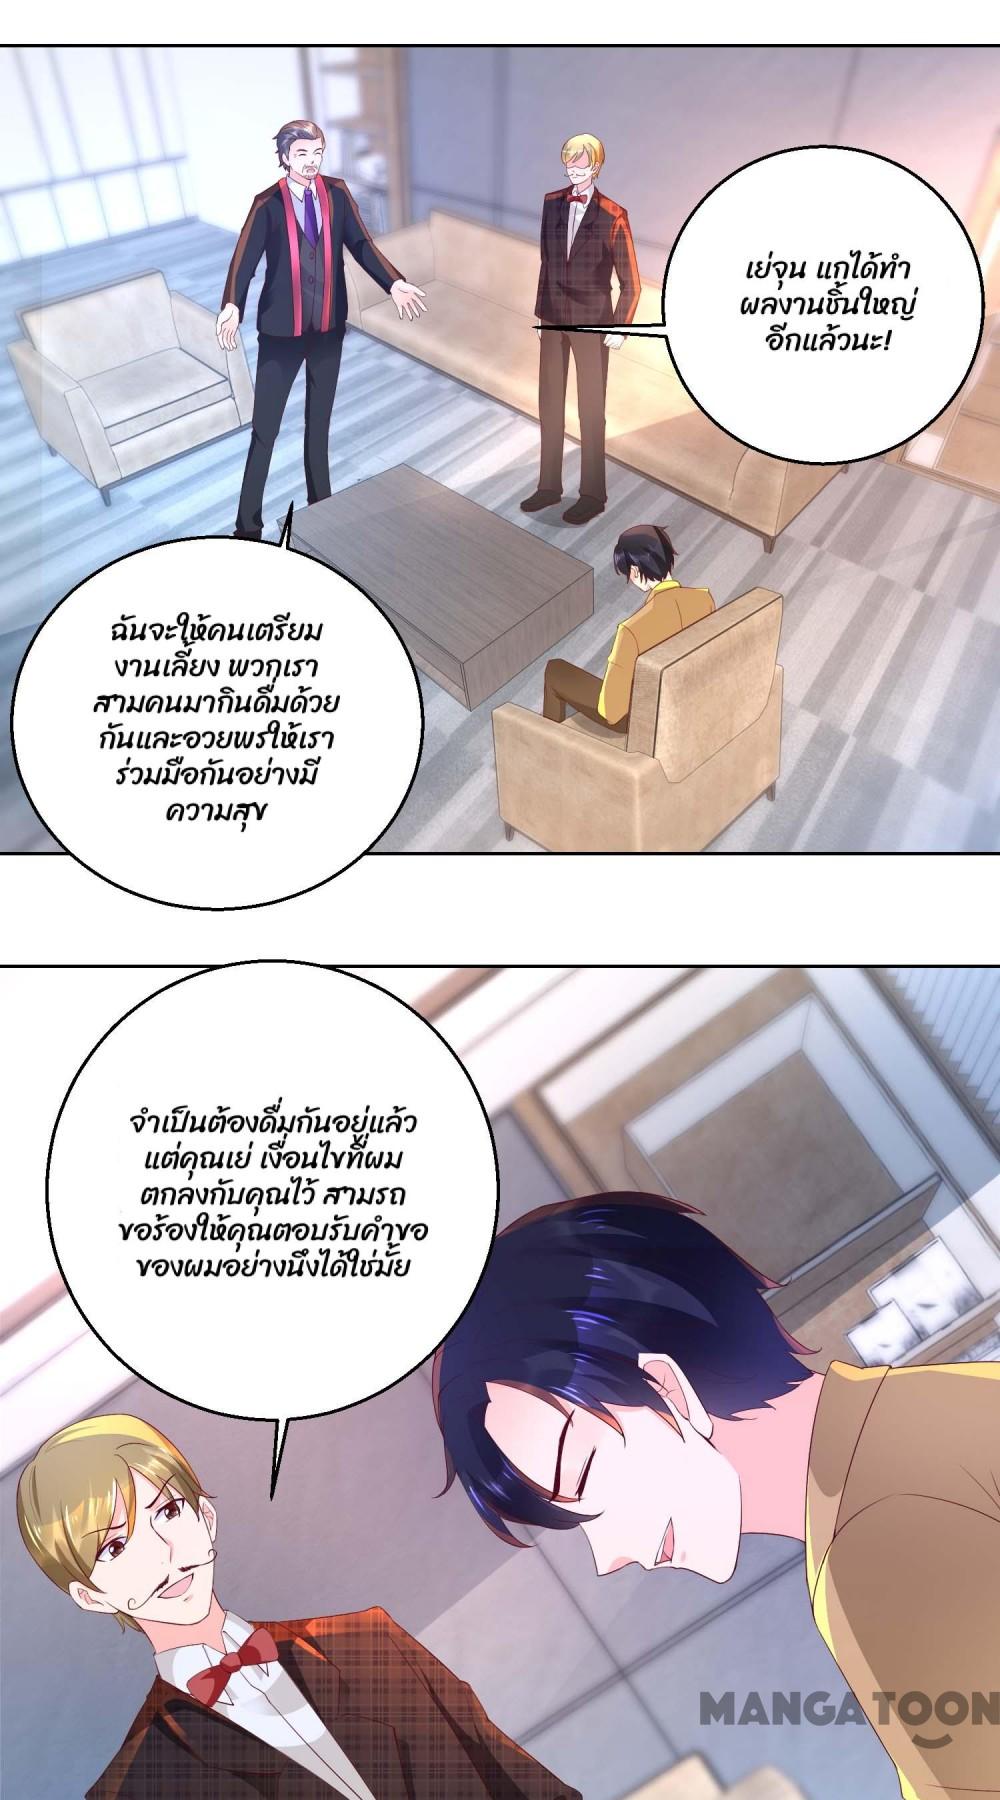 เย่จุน แกได้ทำ
ผลงานชิ้นใหญ่
อีกแล้วนะ!
ฉันจะให้คนเตรียม
งานเลี้ยง พวกเรา
สามคนมากินดื่มด้วย
กันและอวยพรให้เรา
ร่วมมือกันอย่างมี
ความสุข
จำเป็นต้องดื่มกันอยู่แล้ว
แต่คุณเย่ เงื่อนไขที่ผม
ตกลงกับคุณไว้ สามรถ
ขอร้องให้คุณตอบรับคำขอ
ของผมอย่างนึงได้ใช่มั้ย
MANGATOON